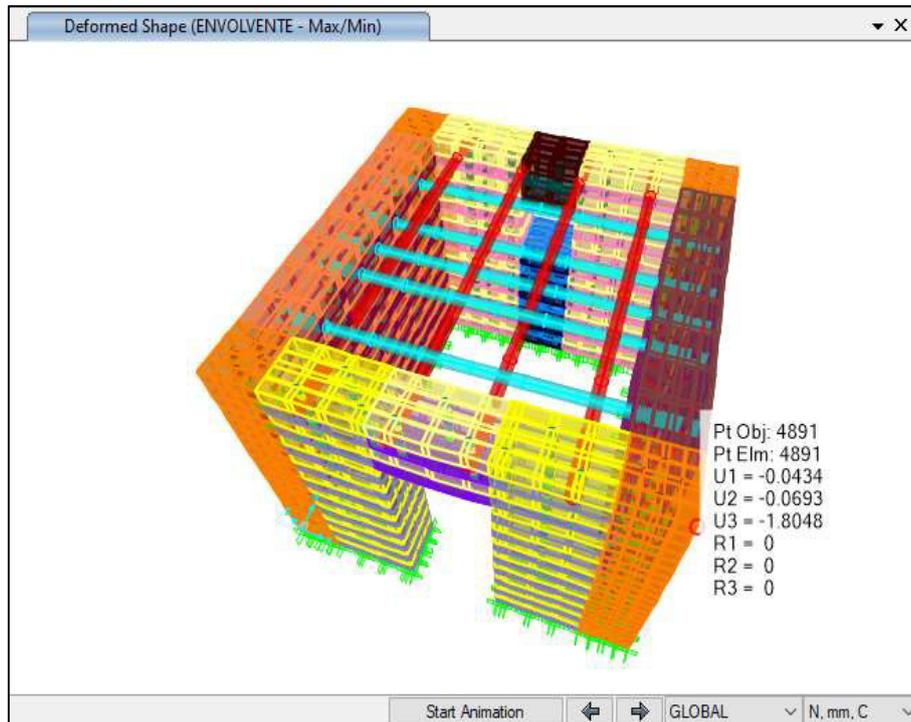 Deformed Shape (ENVOLVENTE - Max/Min)
Pt Obj: 4891
Pt Elm: 4891
U1 = -0.0434
U2 = -0.0693
U3 = -1.8048
R1 = 0
R2 = 0
R3 = 0
Start Animation
GLOBAL
N, mm, C